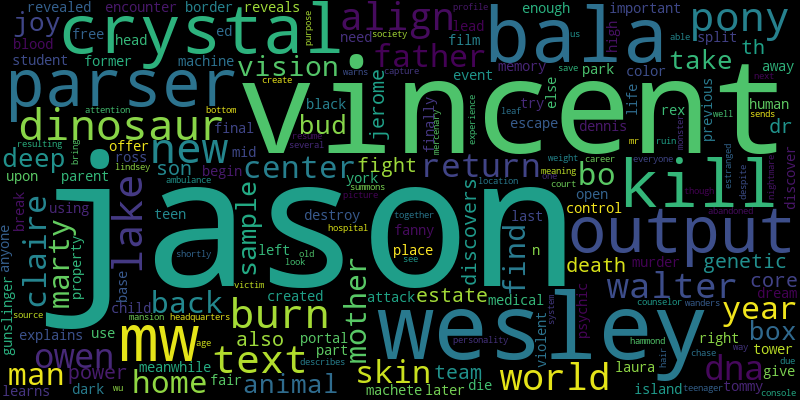 revealed encounter border reveals
joy free head ed
blood need lead film
crystal align father
profile society
enough important
high split
bala pony
student former machine purpose
vision event memory park color
take th away
parser
jerome
warns capture
us able save
next
create
attention bottom
dinosaur vincent
bud black try else life rex human
resulting final finally escape dennis previous dr
leaf well sends
mercenary experience
bring
offer
deep ross mid new
lindsey
several
fight return
bo kill
weight career everyone
mr ruin monster
estranged despite nightmare
upon parent son begin york center
ambulance summons location meaning court
though abandoned
discover
using teen
jason
picture one
together
open control
output
anyone break claire marty property lake sample
destroy hospital
shortly old look
left
mother discovers find
fanny last n
place see
death murder genetic
gunslinger base child back
created attack estate medical
walter core dream
psychic
source mansion headquarters
victim
burn
wesley
counselor wanders
year
explains use mw also portal
age
part
violent system
right tower box
personality
hammond
owen text
meanwhile describes
skin team
laura hair chase way due
dna give
man power home fair animal
machete later die
world
island teenager tommy
learns dark wu
console